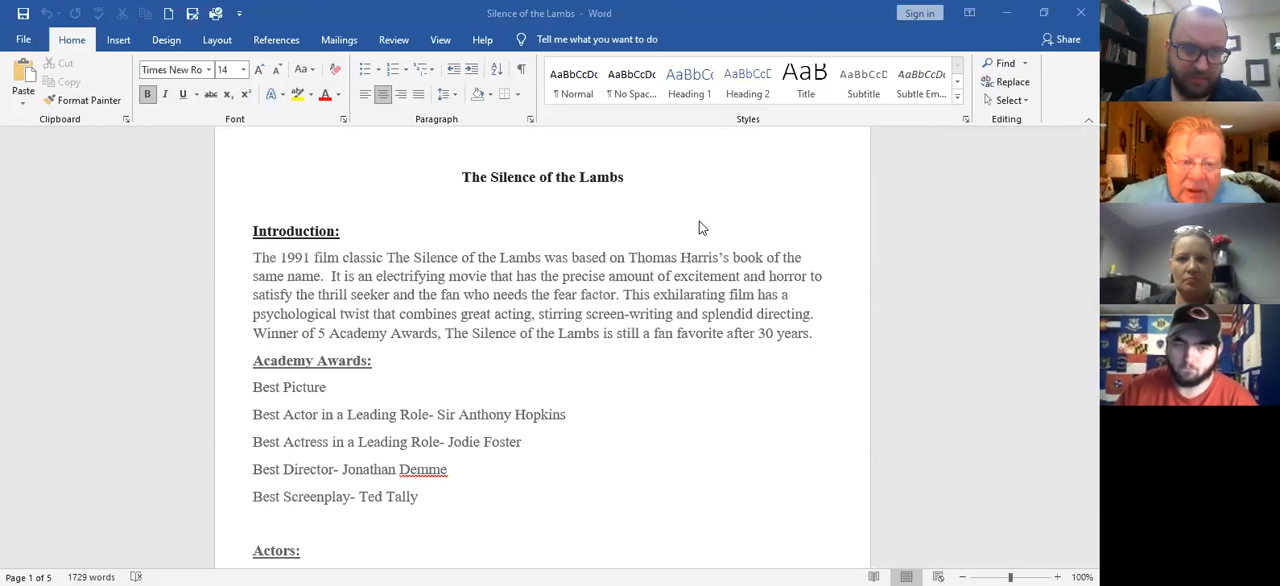 Silence of the Lambs - Word
Sign in
File Home Insert Design Layout References Mailings Review View Help Tell me what you want to do Share
Paste
Cut
Copy
Format Painter
Times New Ro 14
Aa
AaBbCcDc AaBbCcDc AaBbCc AaBbCcD AaB AaBbCcD AaBbCcDc
¶ Normal ¶ No Spac... Heading 1 Heading 2 Title Subtitle Subtle Em...
Find
Replace
Select
Clipboard Font Paragraph Styles Editing
The Silence of the Lambs
Introduction:
The 1991 film classic The Silence of the Lambs was based on Thomas Harris's book of the
same name. It is an electrifying movie that has the precise amount of excitement and horror to
satisfy the thrill seeker and the fan who needs the fear factor. This exhilarating film has a
psychological twist that combines great acting, stirring screen-writing and splendid directing.
Winner of 5 Academy Awards, The Silence of the Lambs is still a fan favorite after 30 years.
Academy Awards:
Best Picture
Best Actor in a Leading Role- Sir Anthony Hopkins
Best Actress in a Leading Role- Jodie Foster
Best Director- Jonathan Demme
Best Screenplay- Ted Tally
Actors:
Page 1 of 5 1729 words 100%